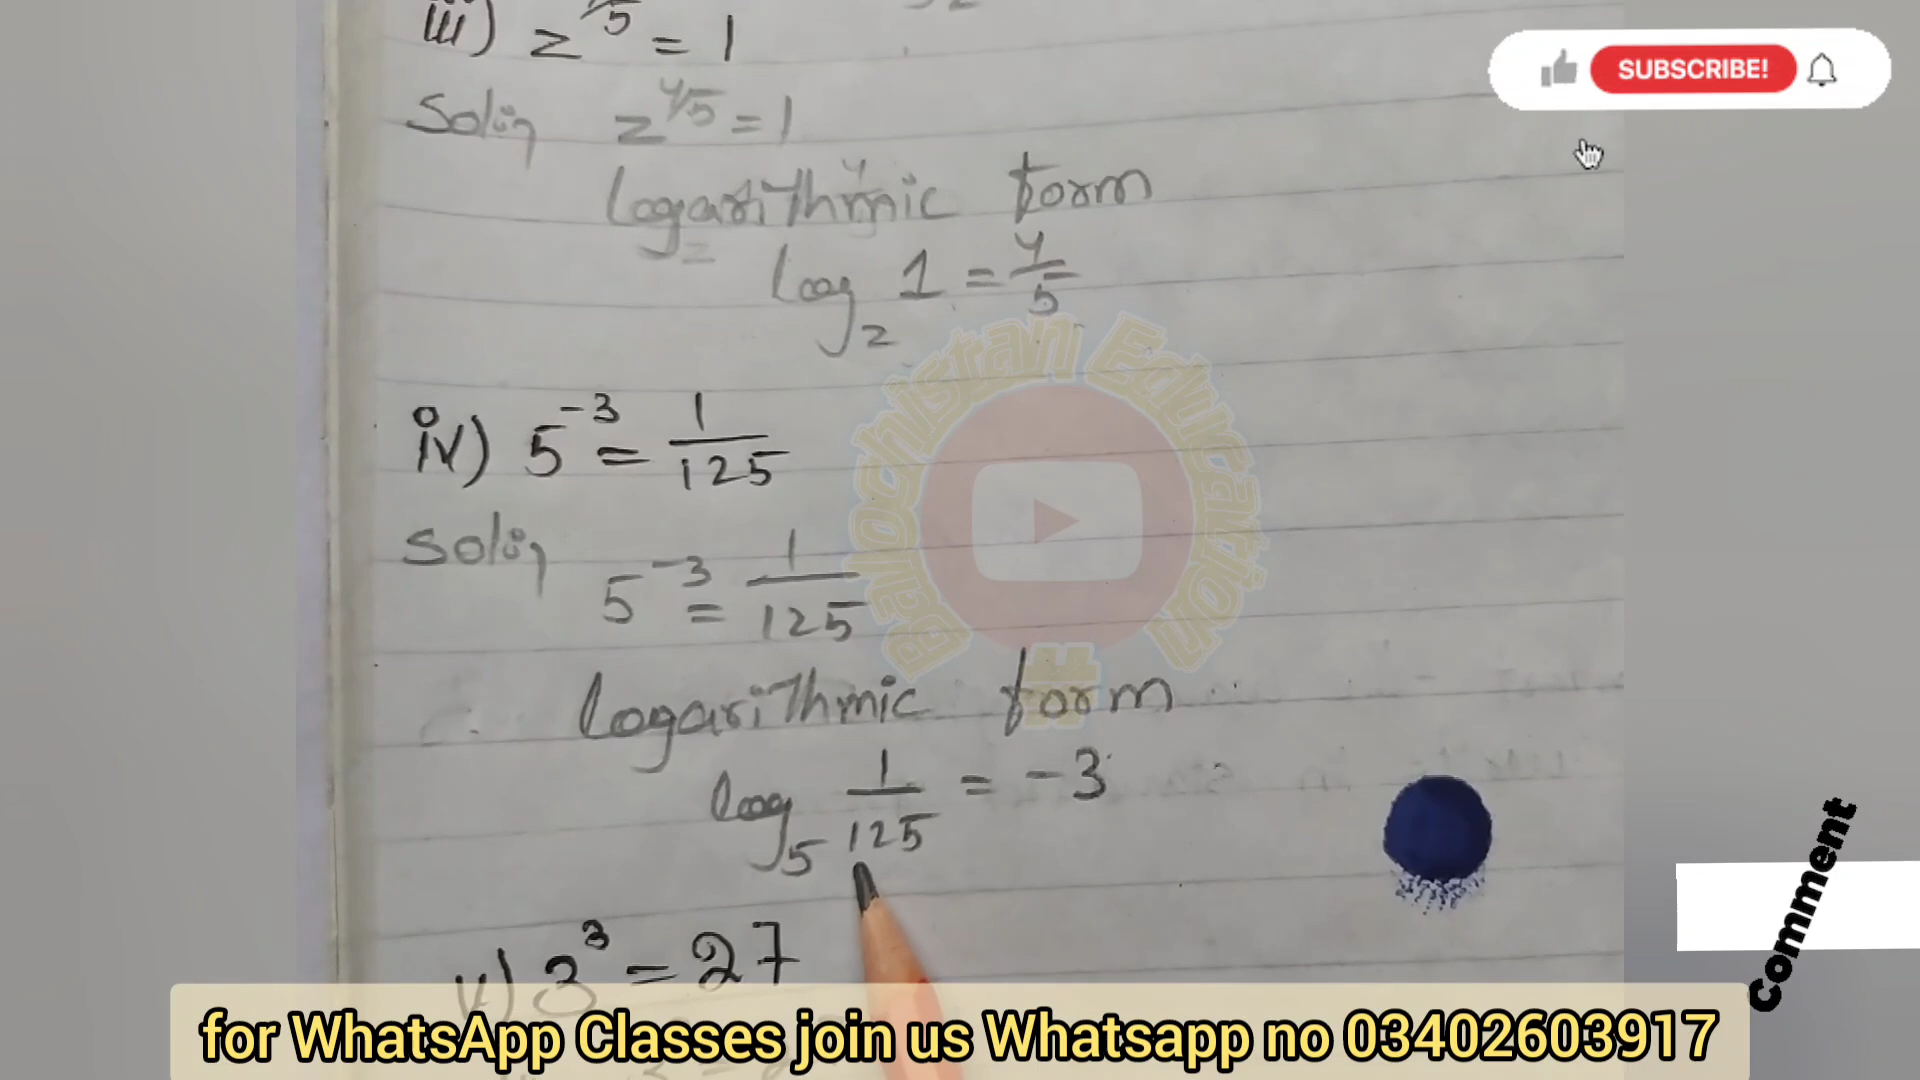 iii) z^4/5 = 1
Sol:, z^4/5 = 1
Logarithmic form
log_z 1 = 4/5
iv) 5^-3 = 1/125
Sol:, 5^-3 = 1/125
Logarithmic form
log_5 1/125 = -3
v) 3^3 = 27
SUBSCRIBE!
Balochistan Education
Comment
for WhatsApp Classes join us Whatsapp no 03402603917